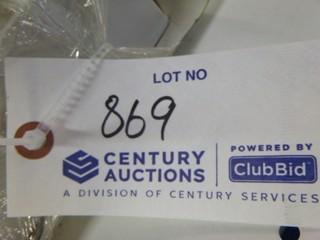 LOT NO
869
CENTURY AUCTIONS
POWERED BY ClubBid
A DIVISION OF CENTURY SERVICES